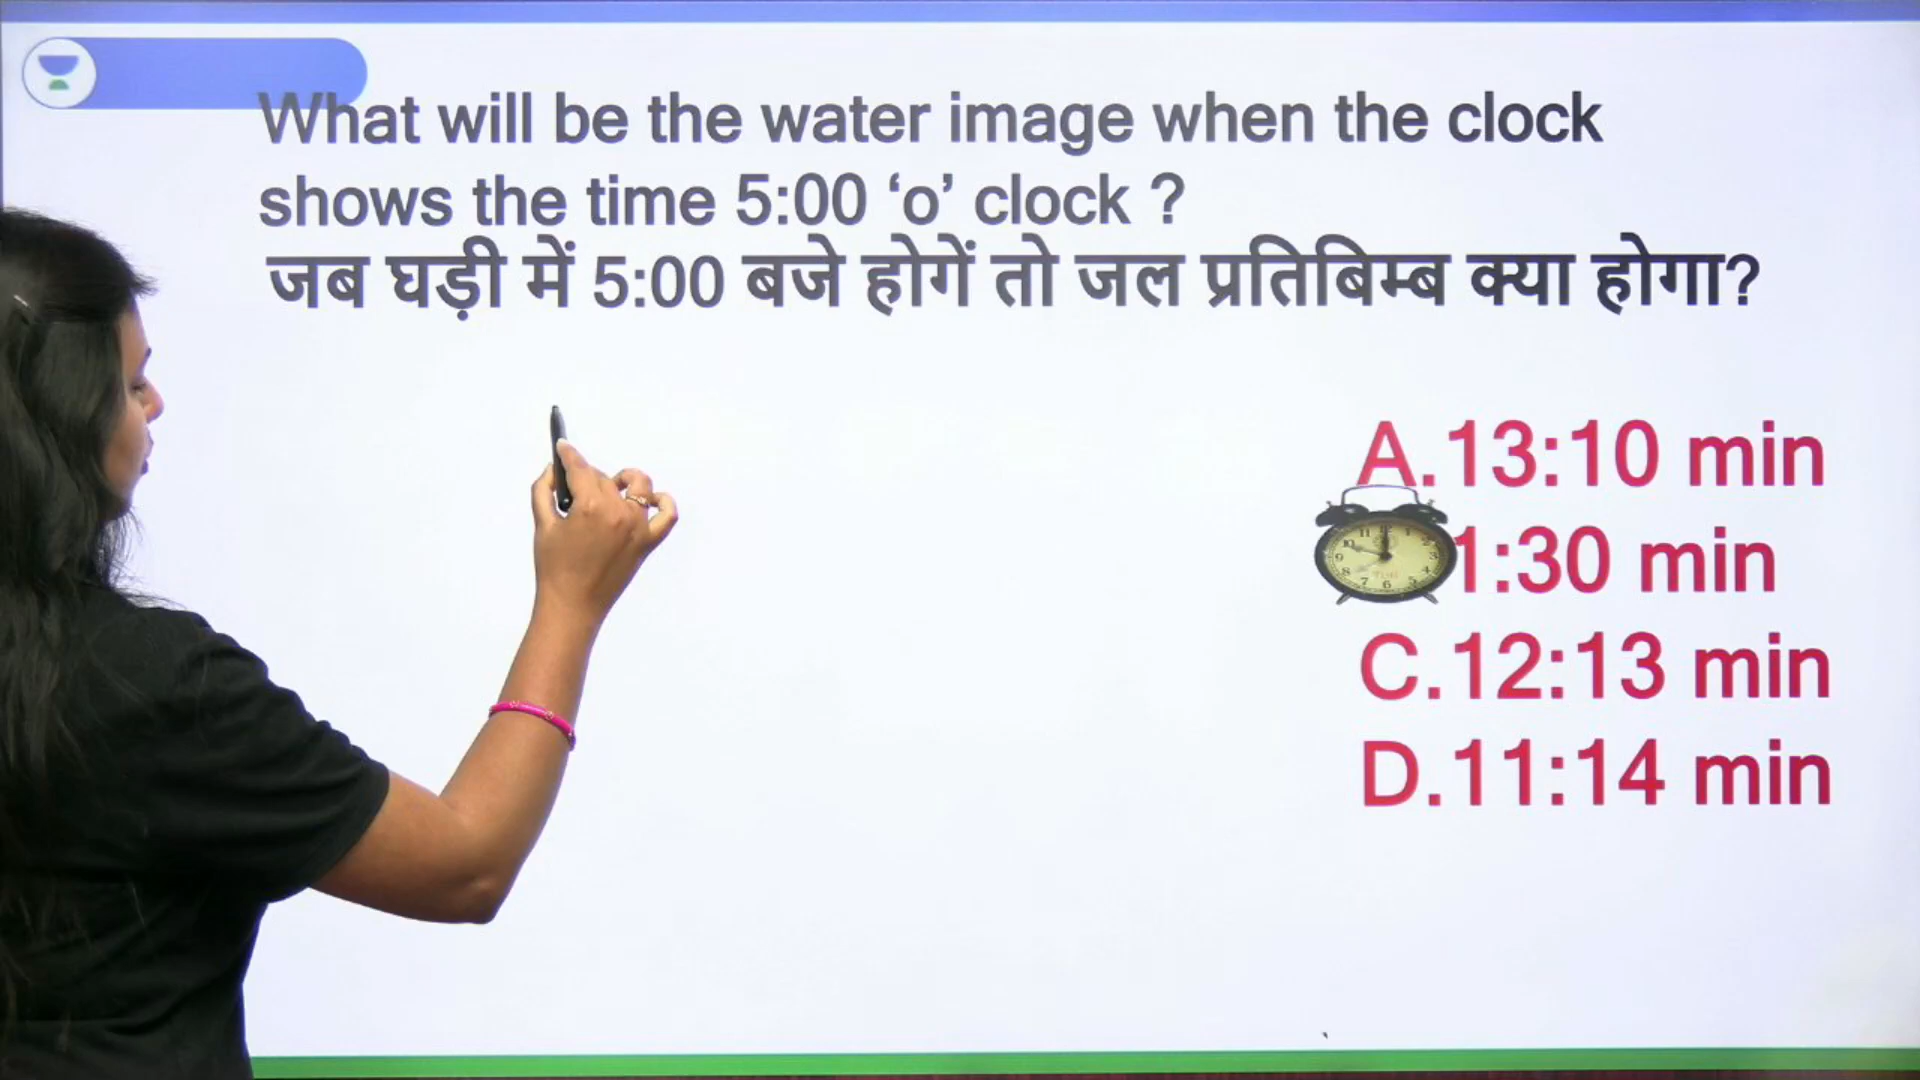 What will be the water image when the clock
shows the time 5:00 ‘o’ clock ?
जब घड़ी में 5:00 बजे होगें तो जल प्रतिबिम्ब क्या होगा?
A.13:10 min
1:30 min
C.12:13 min
D.11:14 min